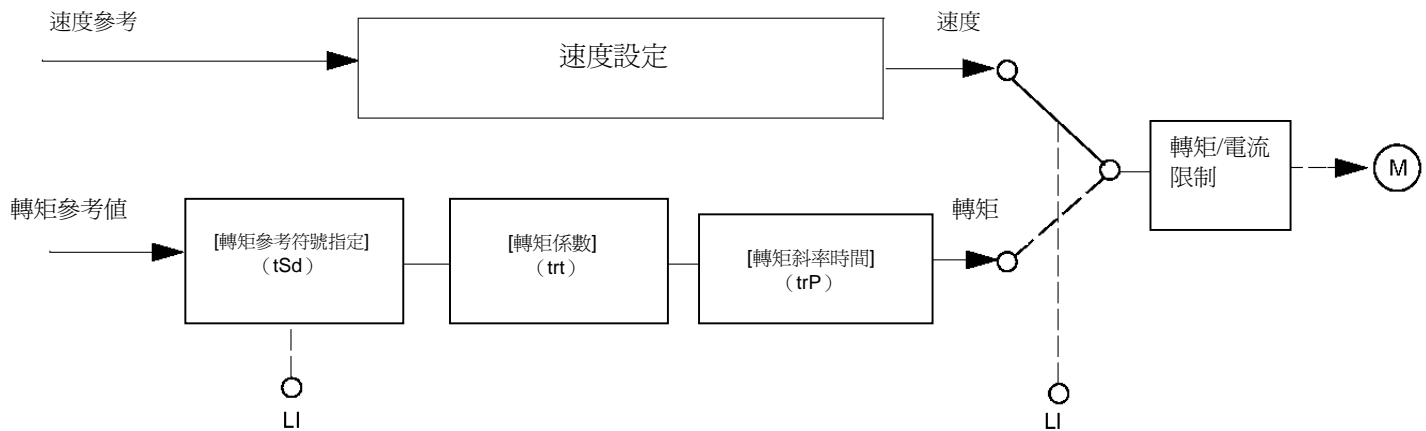 速度參考
速度設定
速度
轉矩/電流
限制
M
轉矩參考值
[轉矩參考符號指定]
（tSd）
[轉矩係數]
（trt）
[轉矩斜率時間]
（trP）
轉矩
LI
LI